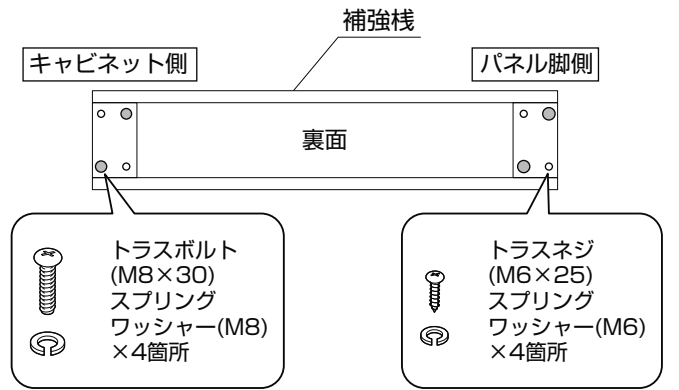 補強桟
キャビネット側
パネル脚側
裏面
トラスボルト
(M8×30)
スプリング
ワッシャー(M8)
×4箇所
トラスネジ
(M6×25)
スプリング
ワッシャー(M6)
×4箇所